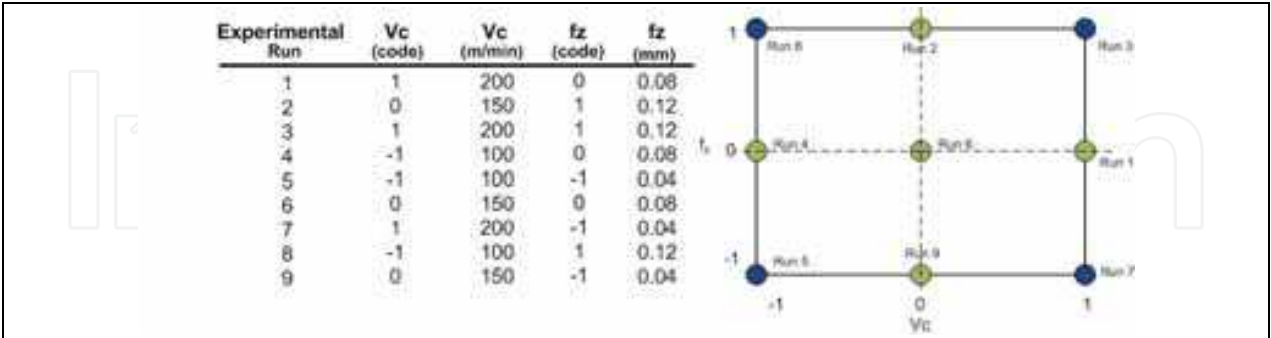 Experimental Vc Vc fz fz
Run (code) (m/min) (code) (mm)
1 1 200 0 0.08
2 0 150 1 0.12
3 1 200 1 0.12
4 -1 100 0 0.08
5 -1 100 -1 0.04
6 0 150 0 0.08
7 1 200 -1 0.04
8 -1 100 1 0.12
9 0 150 -1 0.04
1
Run 8 Run 2 Run 3
0 Run 4 Run 6 Run 1
-1 Run 5 Run 9 Run 7
-1 0 1
Vc